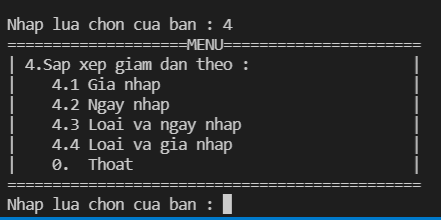 Nhap lua chon cua ban : 4
====================MENU======================
| 4.Sap xep giam dan theo :                  |
|    4.1 Gia nhap                            |
|    4.2 Ngay nhap                           |
|    4.3 Loai va ngay nhap                   |
|    4.4 Loai va gia nhap                    |
|    0.  Thoat                               |
==============================================
Nhap lua chon cua ban :